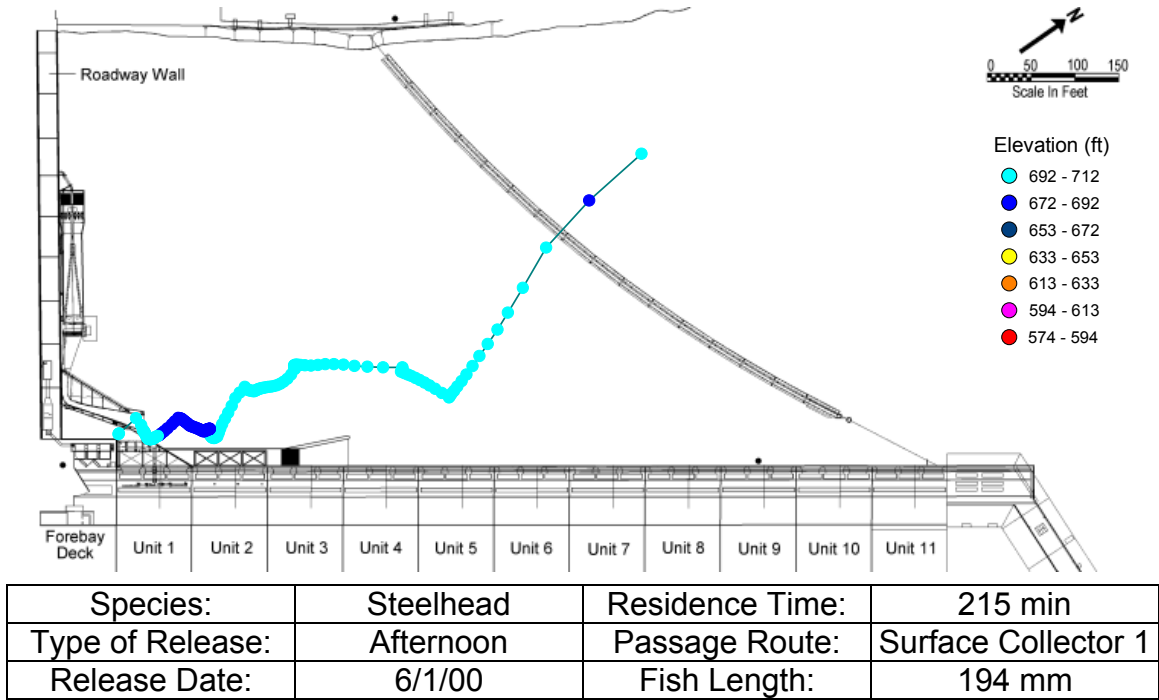 N
Roadway Wall
0 50 100 150
Scale In Feet
Elevation (ft)
692 - 712
672 - 692
653 - 672
633 - 653
613 - 633
594 - 613
574 - 594
Forebay
Deck
Unit 1 Unit 2 Unit 3 Unit 4 Unit 5 Unit 6 Unit 7 Unit 8 Unit 9 Unit 10 Unit 11
Species: Steelhead Residence Time: 215 min
Type of Release: Afternoon Passage Route: Surface Collector 1
Release Date: 6/1/00 Fish Length: 194 mm